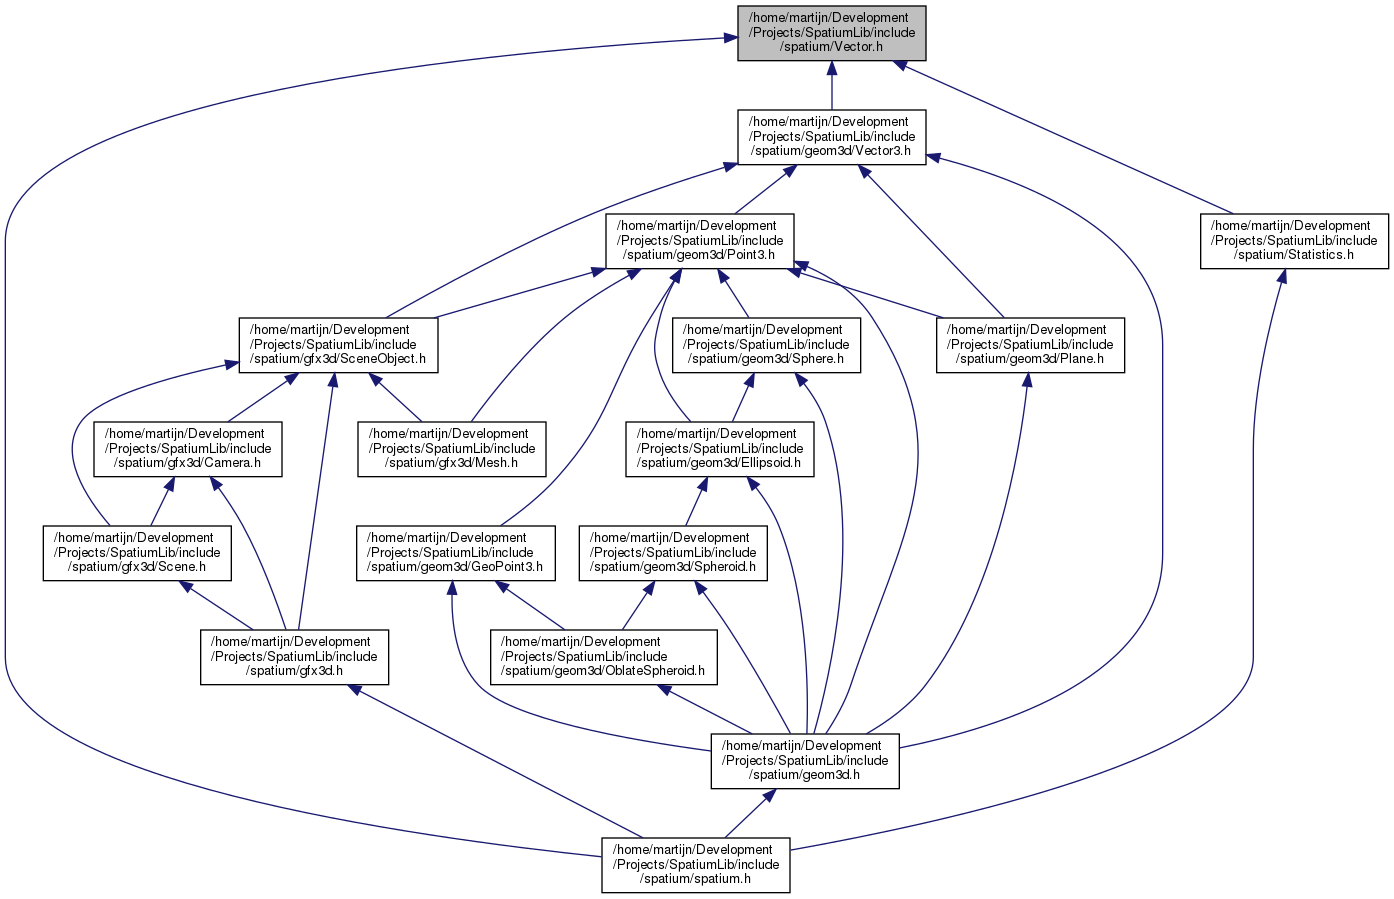 /home/martijn/Development
/Projects/SpatiumLib/include
/spatium/Vector.h
/home/martijn/Development
/Projects/SpatiumLib/include
/spatium/geom3d/Vector3.h
/home/martijn/Development
/Projects/SpatiumLib/include
/spatium/geom3d/Point3.h
/home/martijn/Development
/Projects/SpatiumLib/include
/spatium/Statistics.h
/home/martijn/Development
/Projects/SpatiumLib/include
/spatium/gfx3d/SceneObject.h
/home/martijn/Development
/Projects/SpatiumLib/include
/spatium/geom3d/Sphere.h
/home/martijn/Development
/Projects/SpatiumLib/include
/spatium/geom3d/Plane.h
/home/martijn/Development
/Projects/SpatiumLib/include
/spatium/gfx3d/Camera.h
/home/martijn/Development
/Projects/SpatiumLib/include
/spatium/gfx3d/Mesh.h
/home/martijn/Development
/Projects/SpatiumLib/include
/spatium/geom3d/Ellipsoid.h
/home/martijn/Development
/Projects/SpatiumLib/include
/spatium/gfx3d/Scene.h
/home/martijn/Development
/Projects/SpatiumLib/include
/spatium/geom3d/GeoPoint3.h
/home/martijn/Development
/Projects/SpatiumLib/include
/spatium/geom3d/Spheroid.h
/home/martijn/Development
/Projects/SpatiumLib/include
/spatium/gfx3d.h
/home/martijn/Development
/Projects/SpatiumLib/include
/spatium/geom3d/OblateSpheroid.h
/home/martijn/Development
/Projects/SpatiumLib/include
/spatium/geom3d.h
/home/martijn/Development
/Projects/SpatiumLib/include
/spatium/spatium.h